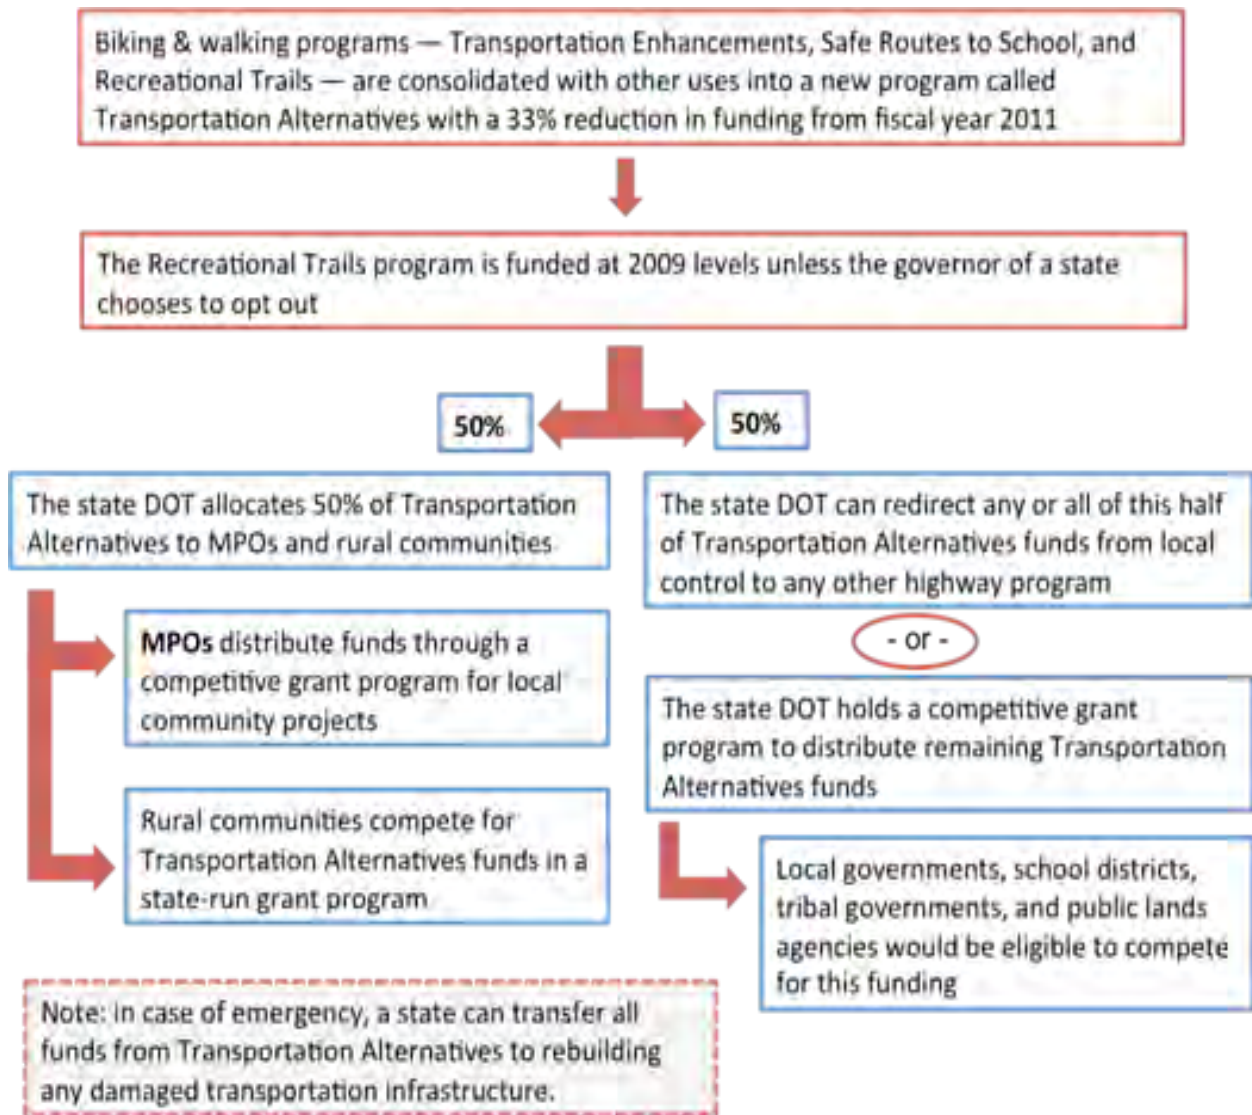 Biking & walking programs — Transportation Enhancements, Safe Routes to School, and
Recreational Trails — are consolidated with other uses into a new program called
Transportation Alternatives with a 33% reduction in funding from fiscal year 2011
The Recreational Trails program is funded at 2009 levels unless the governor of a state
chooses to opt out
50%
50%
The state DOT allocates 50% of Transportation
Alternatives to MPOs and rural communities
MPOs distribute funds through a
competitive grant program for local
community projects
Rural communities compete for
Transportation Alternatives funds in a
state-run grant program
The state DOT can redirect any or all of this half
of Transportation Alternatives funds from local
control to any other highway program
- or -
The state DOT holds a competitive grant
program to distribute remaining Transportation
Alternatives funds
Local governments, school districts,
tribal governments, and public lands
agencies would be eligible to compete
for this funding
Note: In case of emergency, a state can transfer all
funds from Transportation Alternatives to rebuilding
any damaged transportation infrastructure.